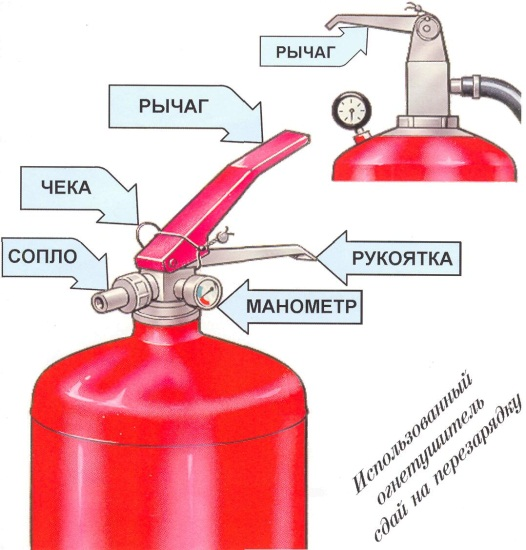 РЫЧАГ
РЫЧАГ
ЧЕКА
СОПЛО
РУКОЯТКА
МАНОМЕТР
Использованный
огнетушитель
сдай на перезарядку